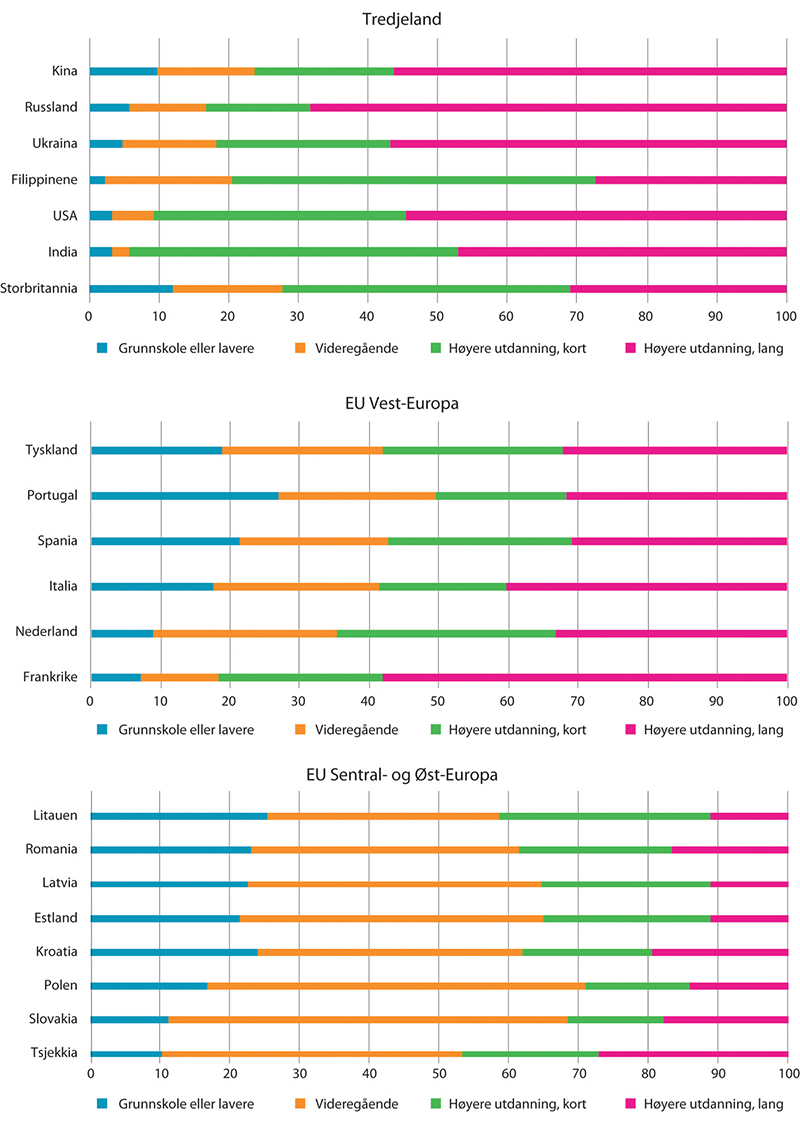 Tredjeland
Kina
Russland
Ukraina
Filippinene
USA
India
Storbritannia
0 10 20 30 40 50 60 70 80 90 100
Grunnskole eller lavere Videregående Høyere utdanning, kort Høyere utdanning, lang
EU Vest-Europa
Tyskland
Portugal
Spania
Italia
Nederland
Frankrike
0 10 20 30 40 50 60 70 80 90 100
Grunnskole eller lavere Videregående Høyere utdanning, kort Høyere utdanning, lang
EU Sentral- og Øst-Europa
Litauen
Romania
Latvia
Estland
Kroatia
Polen
Slovakia
Tsjekkia
0 10 20 30 40 50 60 70 80 90 100
Grunnskole eller lavere Videregående Høyere utdanning, kort Høyere utdanning, lang